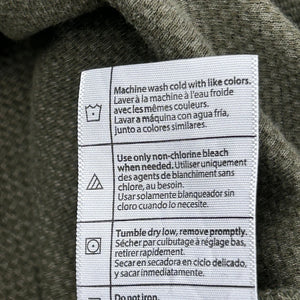 Machine wash cold with like colors.
Laver à la machine à l'eau froide
avec les mêmes couleurs.
Lavar a máquina con agua fría,
junto a colores similares.
Use only non-chlorine bleach
when needed. Utiliser uniquement
des agents de blanchiment sans
chlore, au besoin.
Usar solamente blanqueador sin
cloro cuando lo necesite.
Tumble dry low, remove promptly.
Sécher par culbutage à réglage bas,
retirer rapidement.
Secar en secadora en ciclo delicado,
y sacar inmediatamente.
Do not iron.